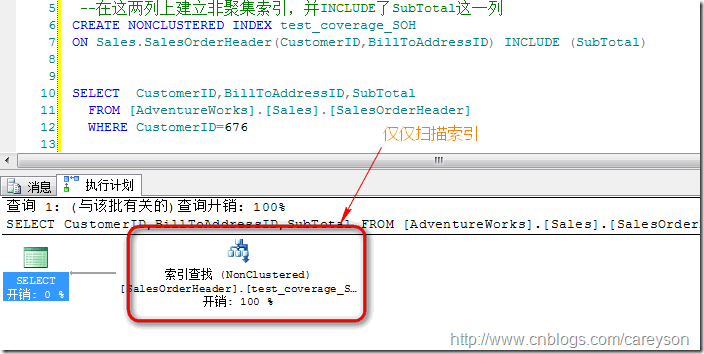 5 --在这两列上建立非聚集索引，并INCLUDE了SubTotal这一列
6 CREATE NONCLUSTERED INDEX test_coverage_SOH
7 ON Sales.SalesOrderHeader(CustomerID,BillToAddressID) INCLUDE (SubTotal)
8
9
10 SELECT  CustomerID,BillToAddressID,SubTotal
11   FROM [AdventureWorks].[Sales].[SalesOrderHeader]
12   WHERE CustomerID=676
13
仅仅扫描索引
消息 执行计划
查询 1: (与该批有关的)查询开销: 100%
SELECT CustomerID,BillToAddressID,SubTotal FROM [AdventureWorks].[Sales].[SalesOrder
SELECT
开销: 0 %
索引查找 (NonClustered)
[SalesOrderHeader].[test_coverage_S…
开销: 100 %
http://www.cnblogs.com/careyson